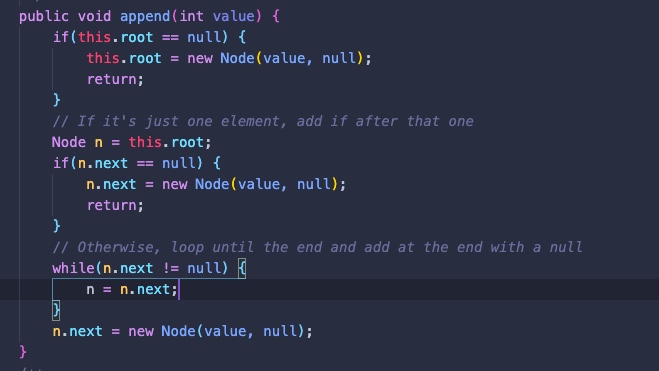 public void append(int value) {
    if(this.root == null) {
        this.root = new Node(value, null);
        return;
    }
    // If it's just one element, add if after that one
    Node n = this.root;
    if(n.next == null) {
        n.next = new Node(value, null);
        return;
    }
    // Otherwise, loop until the end and add at the end with a null
    while(n.next != null) {
        n = n.next;
    }
    n.next = new Node(value, null);
}